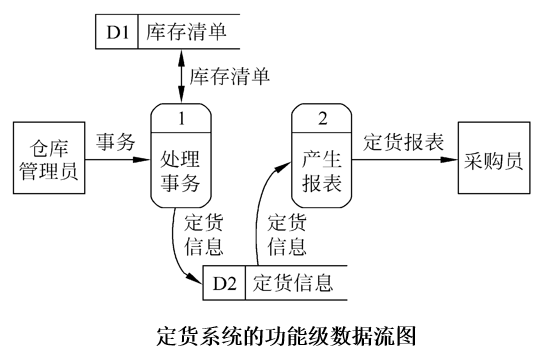 D1 库存清单
库存清单
1
2
仓库
管理员
事务
处理
事务
产生
报表
定货报表
采购员
定货
信息
定货
信息
D2 定货信息
定货系统的功能级数据流图